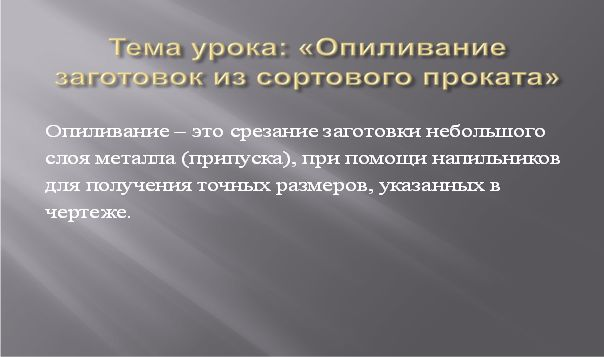 Тема урока: «Опиливание
заготовок из сортового проката»
Опиливание – это срезание заготовки небольшого
слоя металла (припуска), при помощи напильников
для получения точных размеров, указанных в
чертеже.